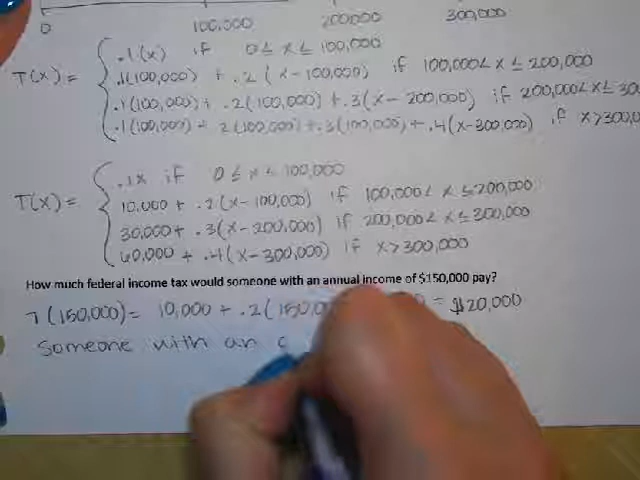 0 100,000 200,000 300,000
.1(x) if 0 ≤ x ≤ 100,000
T(x) = .1(100,000) + .2(x-100,000) if 100,000 < x ≤ 200,000
.1(100,000) + .2(100,000) + .3(x-200,000) if 200,000 < x ≤ 30
.1(100,000) + 2(100,000) + .3(100,000) + .4(x-300,000) if x > 300,0
.1x if 0 ≤ x ≤ 100,000
T(x) = 10,000 + .2(x-100,000) if 100,000 < x ≤ 200,000
30,000 + .3(x-200,000) if 200,000 < x ≤ 300,000
60,000 + .4(x-300,000) if x > 300,000
How much federal income tax would someone with an annual income of $150,000 pay?
T(150,000) = 10,000 + .2(150,0 = $20,000
Someone with an